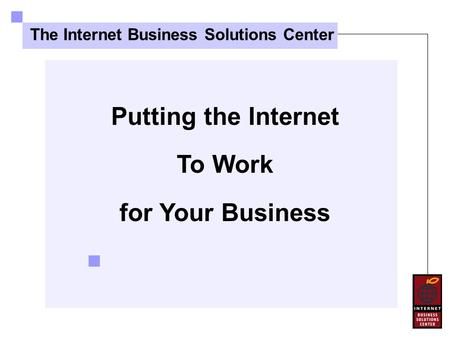 The Internet Business Solutions Center
Putting the Internet
To Work
for Your Business
INTERNET
BUSINESS
SOLUTIONS
CENTER